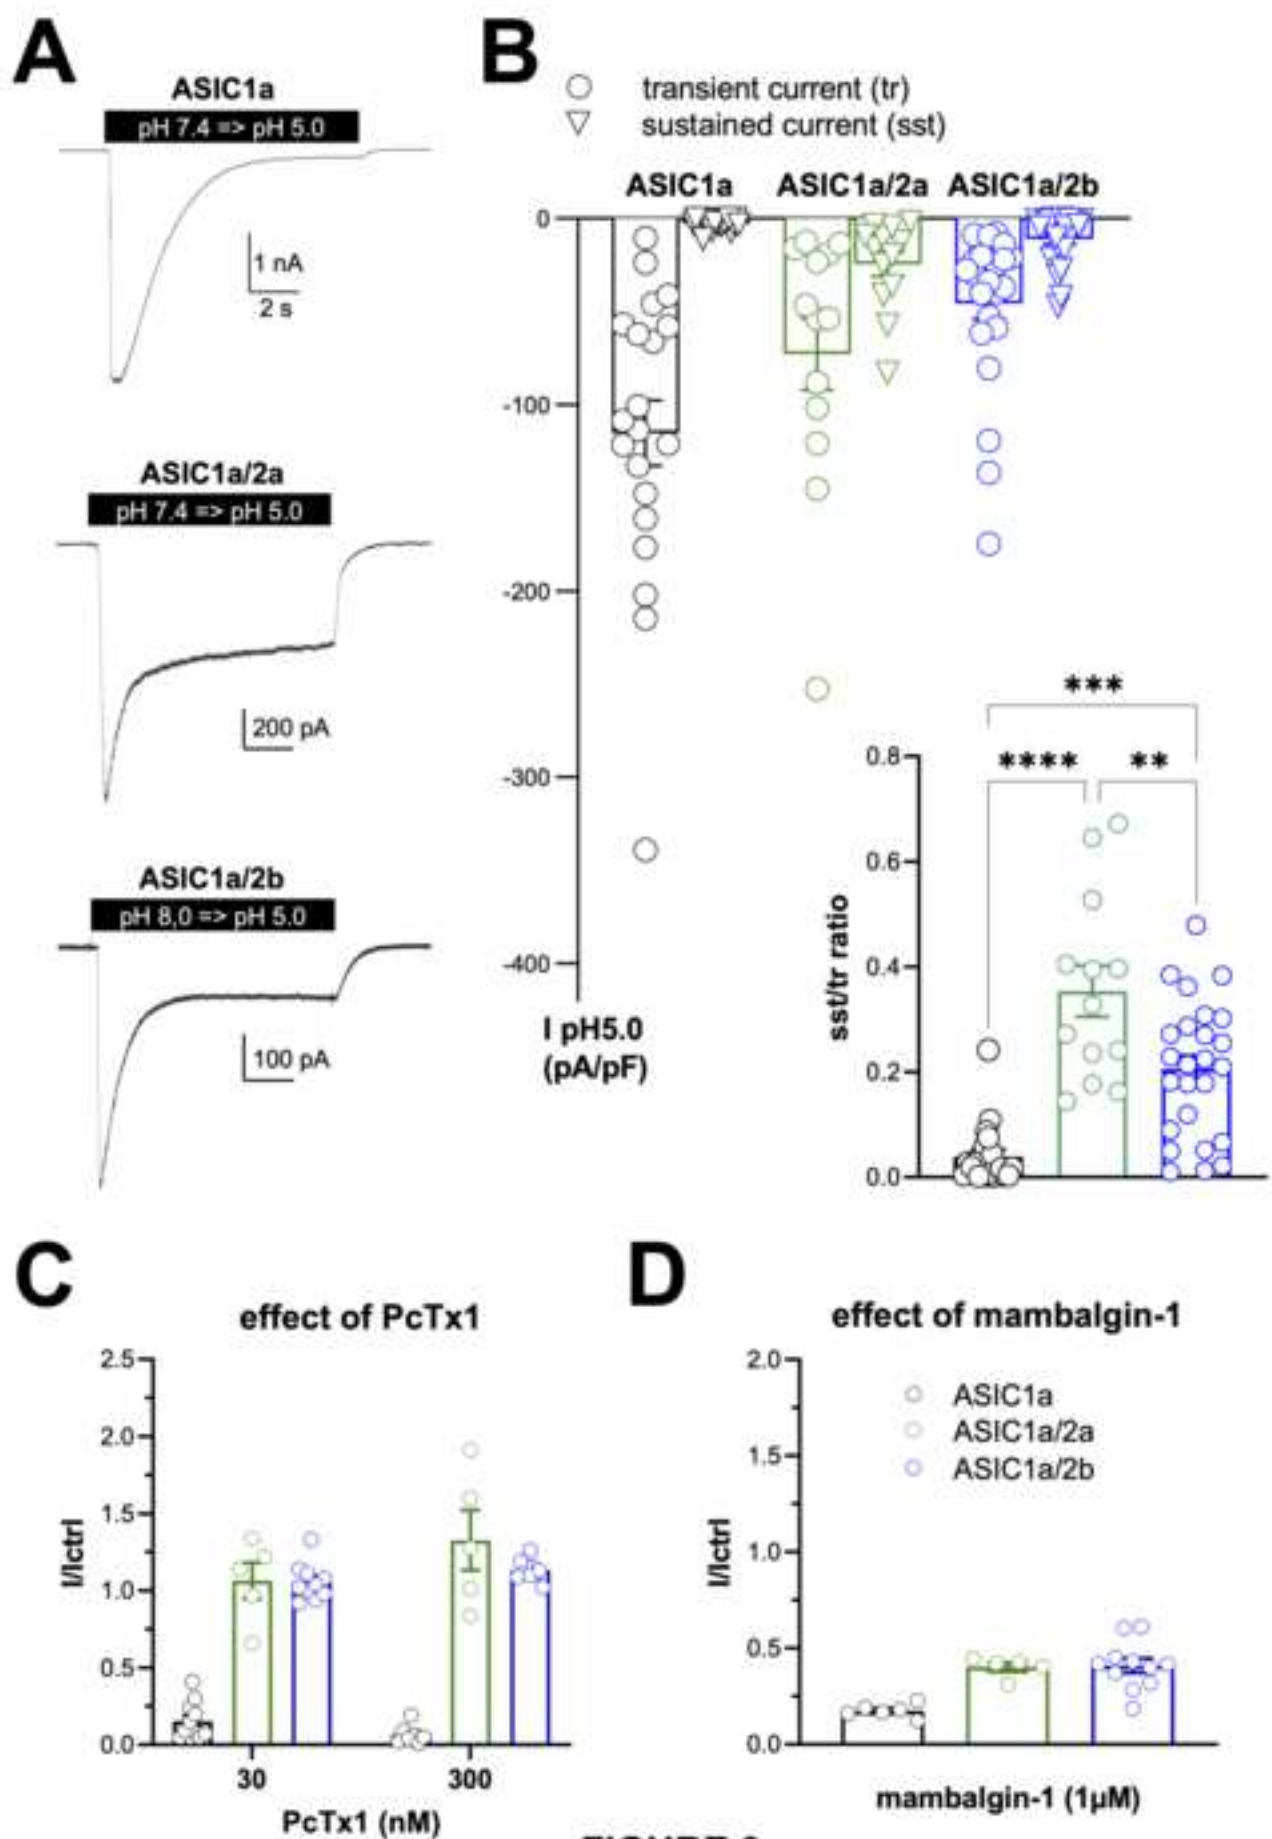 A
ASIC1a
pH 7.4 => pH 5.0
1 nA
2 s
ASIC1a/2a
pH 7.4 => pH 5.0
200 pA
ASIC1a/2b
pH 8,0 => pH 5.0
100 pA
B
transient current (tr)
sustained current (sst)
ASIC1a ASIC1a/2a ASIC1a/2b
0
-100
-200
-300
-400
I pH5.0
(pA/pF)
***
**** **
0.8
0.6
0.4
0.2
0.0
sst/tr ratio
C
effect of PcTx1
2.5
2.0
1.5
1.0
0.5
0.0
I/Ictrl
30 300
PcTx1 (nM)
D
effect of mambalgin-1
2.0
1.5
1.0
0.5
0.0
I/Ictrl
ASIC1a
ASIC1a/2a
ASIC1a/2b
mambalgin-1 (1µM)